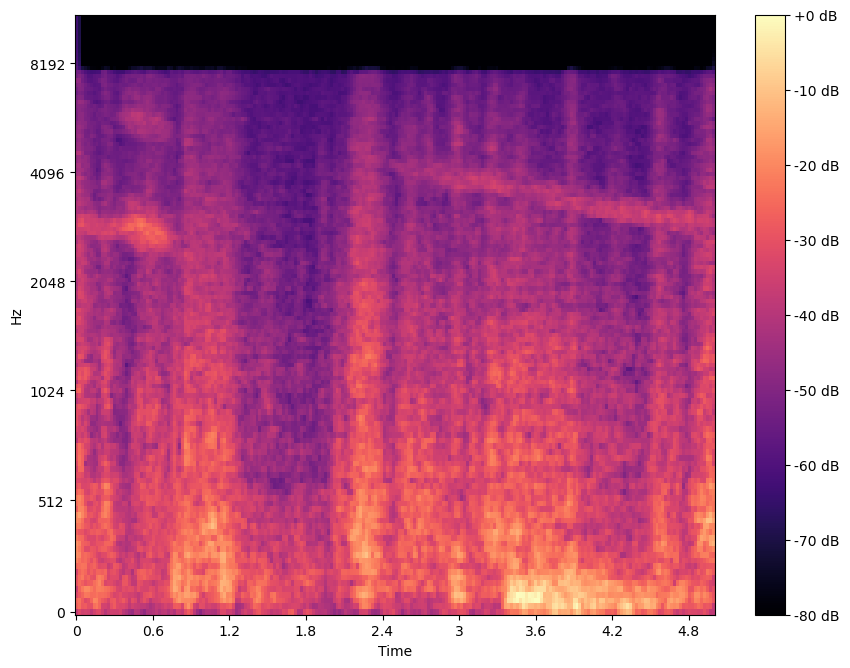 +0 dB
8192
-10 dB
4096
-20 dB
-30 dB
2048
Hz
-40 dB
1024
-50 dB
512
-60 dB
-70 dB
0
-80 dB
0 0.6 1.2 1.8 2.4 3 3.6 4.2 4.8
Time